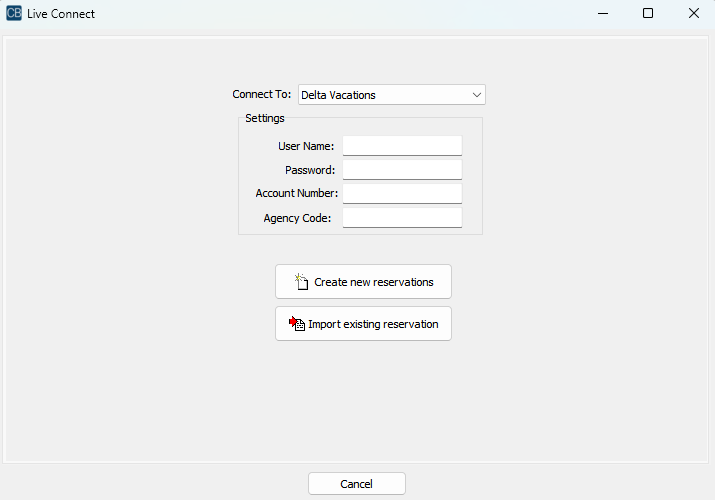 CB Live Connect
Connect To: Delta Vacations
Settings
User Name:
Password:
Account Number:
Agency Code:
Create new reservations
Import existing reservation
Cancel